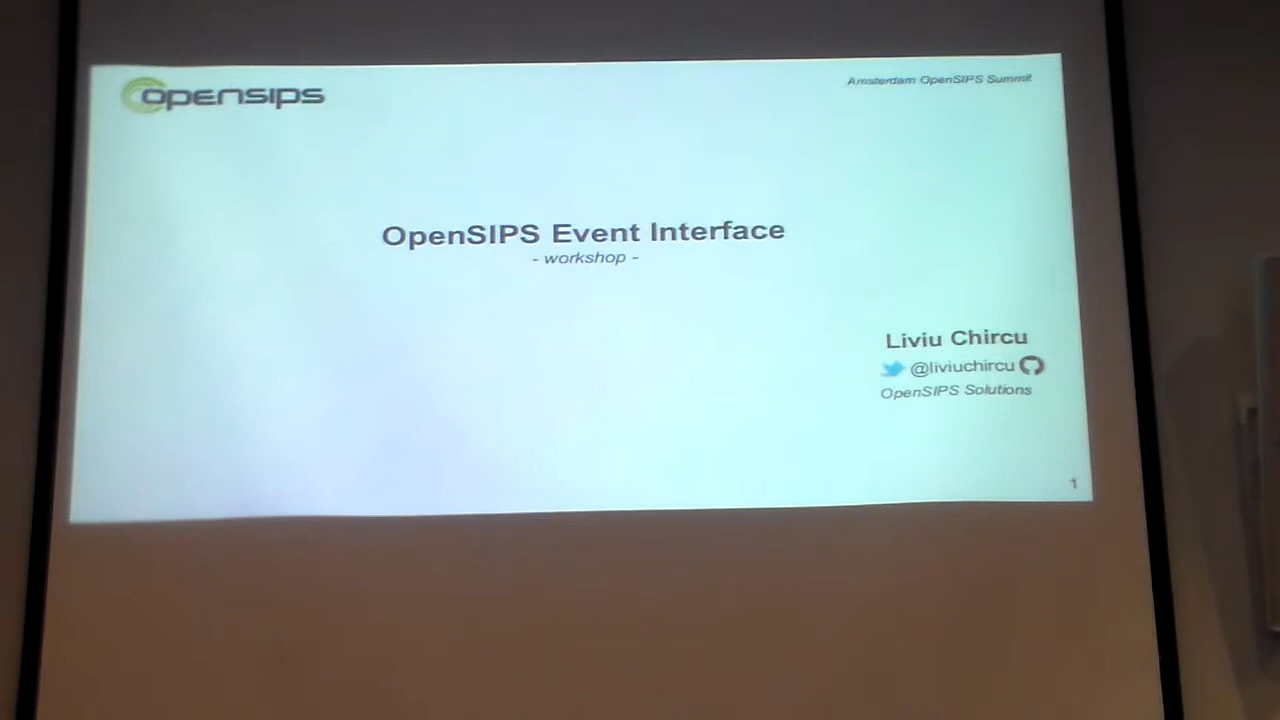 opensips
Amsterdam OpenSIPS Summit
OpenSIPS Event Interface
- workshop -
Liviu Chircu
@liviuchircu
OpenSIPS Solutions
1